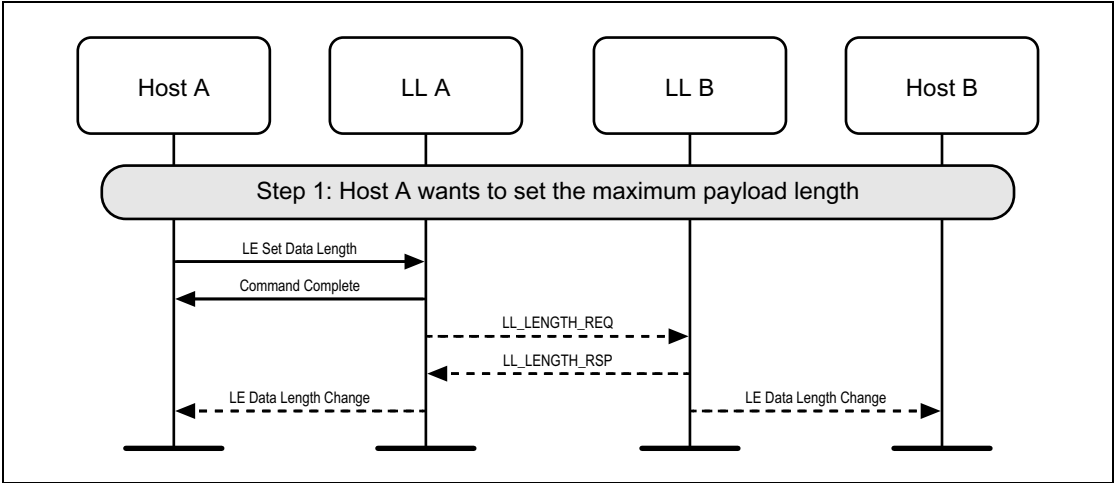 Host A
LL A
LL B
Host B
Step 1: Host A wants to set the maximum payload length
LE Set Data Length
Command Complete
LL_LENGTH_REQ
LL_LENGTH_RSP
LE Data Length Change
LE Data Length Change